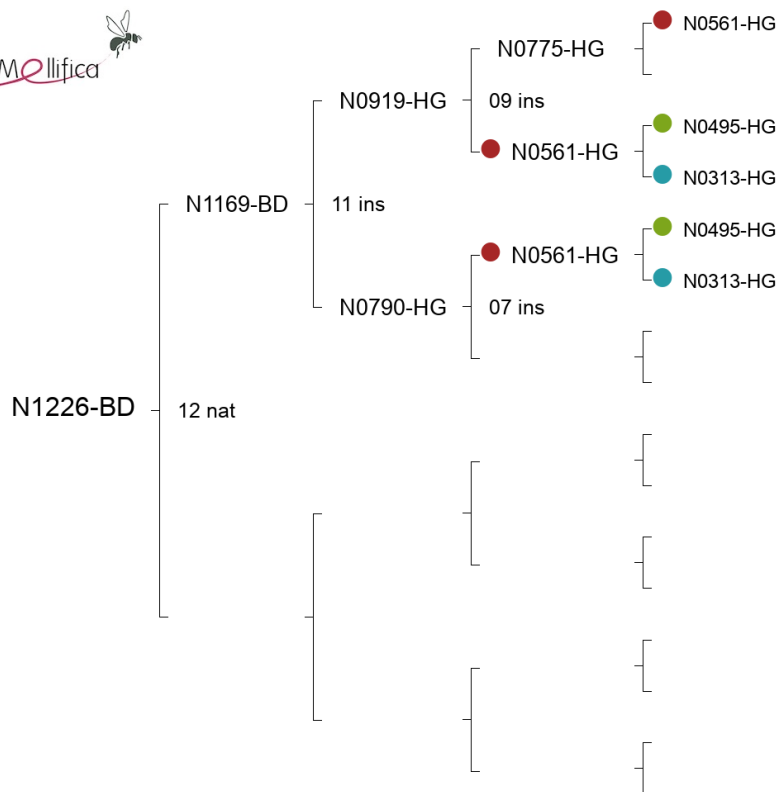 Mellifica
N0561-HG
N0775-HG
N0919-HG
09 ins
N0495-HG
N0561-HG
N0313-HG
N1169-BD
11 ins
N0495-HG
N0561-HG
N0313-HG
N0790-HG
07 ins
N1226-BD
12 nat